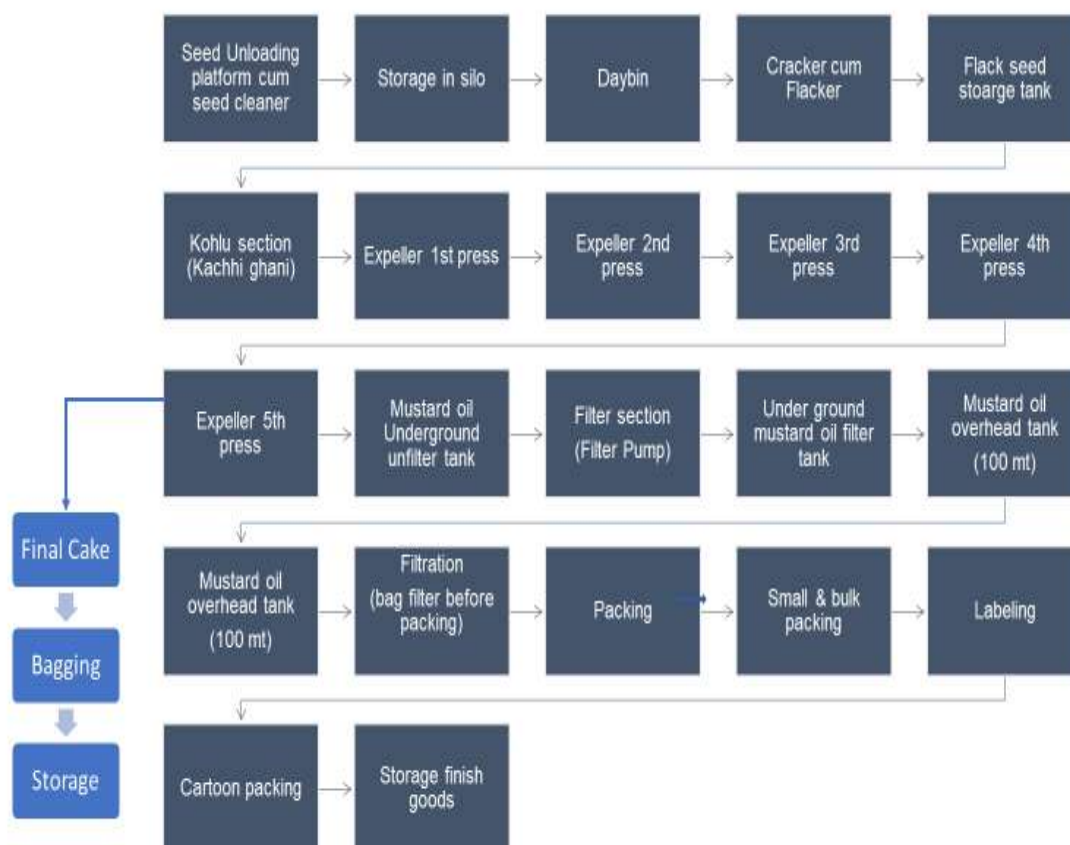 Seed Unloading
platform cum
seed cleaner
Storage in silo
Daybin
Cracker cum
Flacker
Flack seed
stoarge tank
Kohlu section
(Kachhi ghani)
Expeller 1st press
Expeller 2nd
press
Expeller 3rd
press
Expeller 4th
press
Expeller 5th
press
Mustard oil
Underground
unfilter tank
Filter section
(Filter Pump)
Under ground
mustard oil filter
tank
Mustard oil
overhead tank
(100 mt)
Final Cake
Bagging
Storage
Mustard oil
overhead tank
(100 mt)
Filtration
(bag filter before
packing)
Packing
Small & bulk
packing
Labeling
Cartoon packing
Storage finish
goods